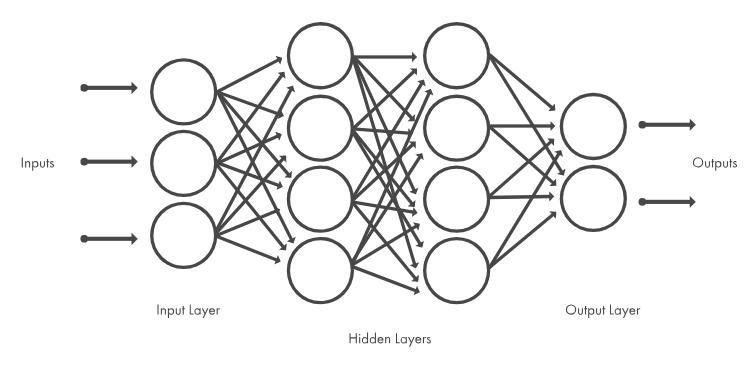 Inputs
Outputs
Input Layer
Output Layer
Hidden Layers